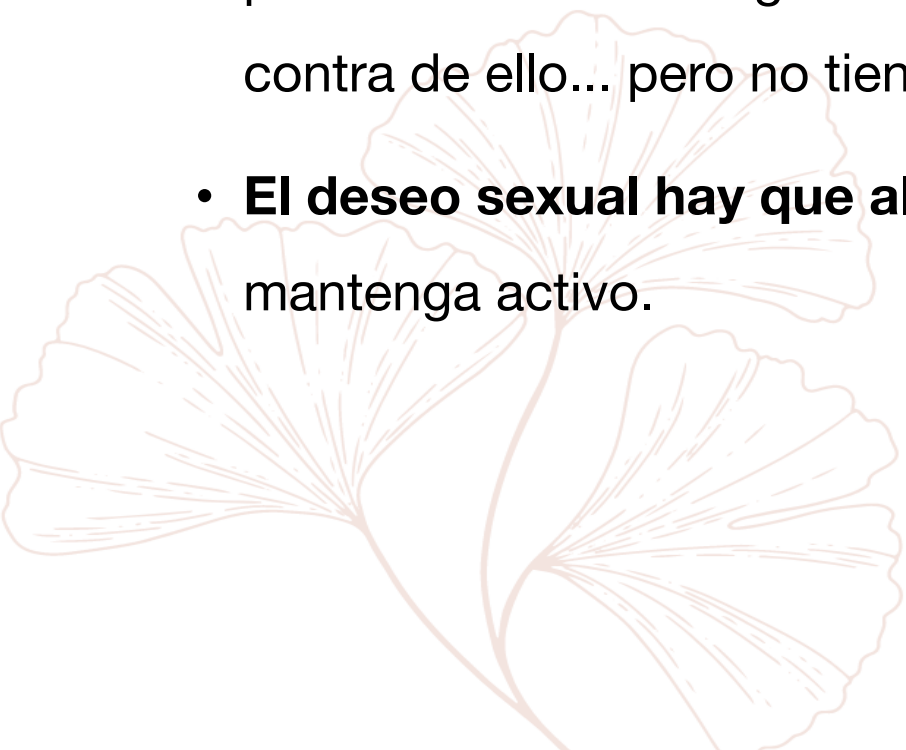 contra de ello... pero no tien
• El deseo sexual hay que al
mantenga activo.